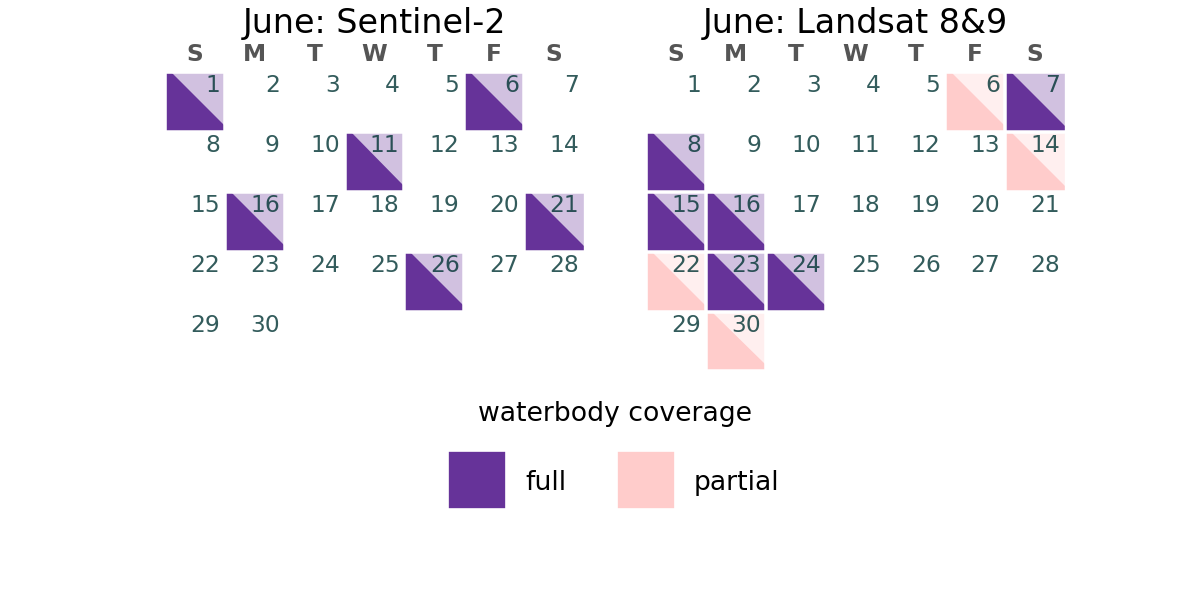 June: Sentinel-2
S M T W T F S
1 2 3 4 5 6 7
8 9 10 11 12 13 14
15 16 17 18 19 20 21
22 23 24 25 26 27 28
29 30
June: Landsat 8&9
S M T W T F S
1 2 3 4 5 6 7
8 9 10 11 12 13 14
15 16 17 18 19 20 21
22 23 24 25 26 27 28
29 30
waterbody coverage
full
partial